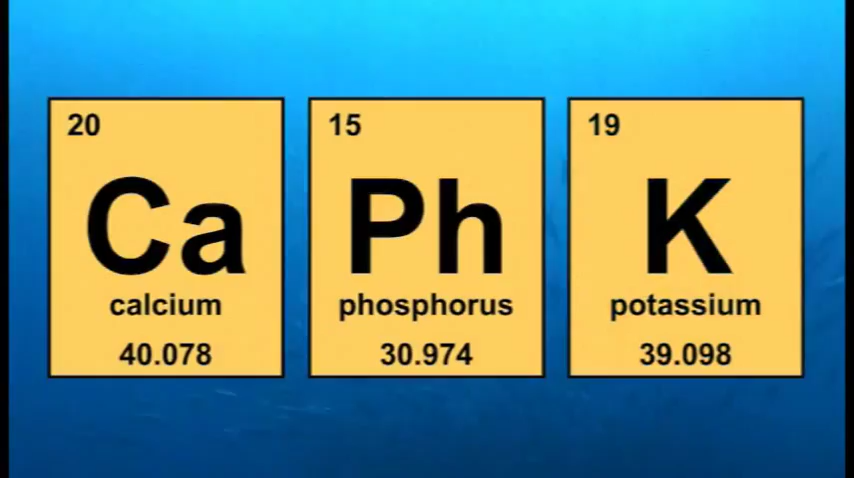 20
Ca
calcium
40.078
15
Ph
phosphorus
30.974
19
K
potassium
39.098